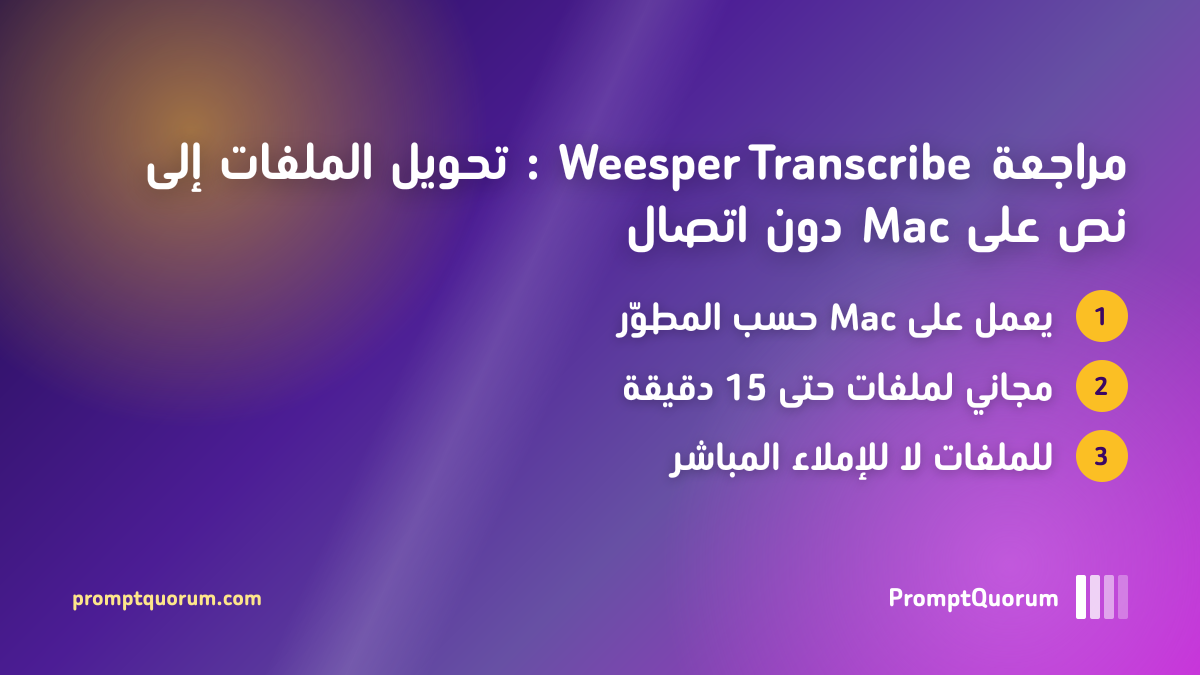 مراجعة Weesper Transcribe : تحويل الملفات إلى
نص على Mac دون اتصال
1 يعمل على Mac حسب المطوّر
2 مجاني لملفات حتى 15 دقيقة
3 للملفات لا للإملاء المباشر
PromptQuorum
promptquorum.com